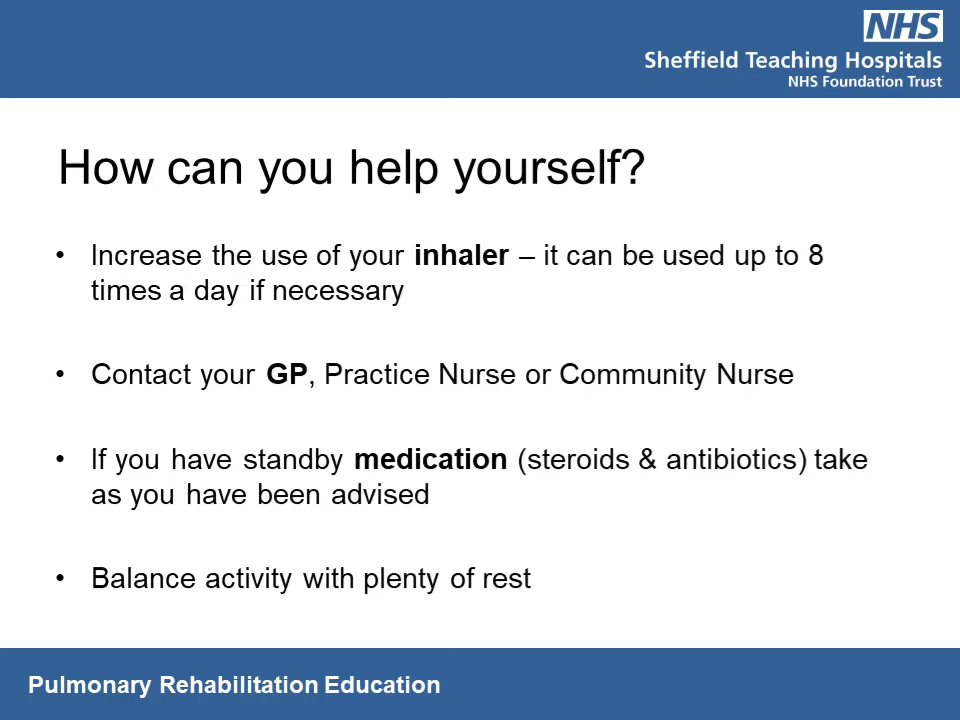 NHS
Sheffield Teaching Hospitals
NHS Foundation Trust
How can you help yourself?
• Increase the use of your inhaler – it can be used up to 8
times a day if necessary
• Contact your GP, Practice Nurse or Community Nurse
• If you have standby medication (steroids & antibiotics) take
as you have been advised
• Balance activity with plenty of rest
Pulmonary Rehabilitation Education